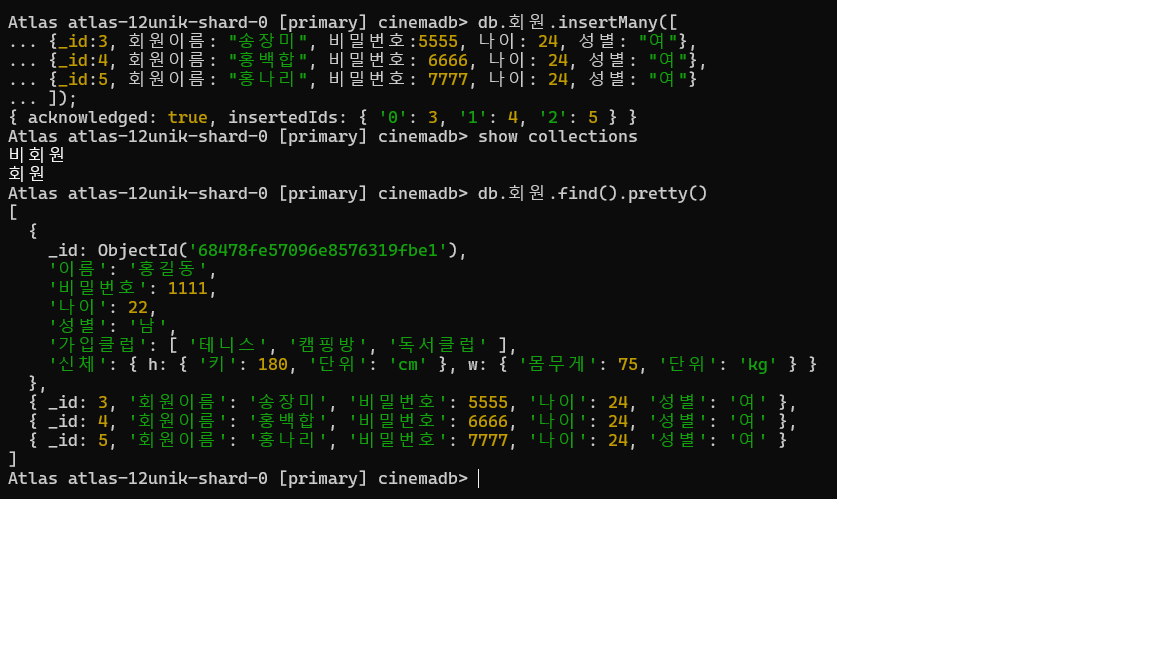 Atlas atlas-12unik-shard-0 [primary] cinemadb> db.회원.insertMany([
... {_id:3, 회원이름: "송장미", 비밀번호:5555, 나이: 24, 성별: "여"},
... {_id:4, 회원이름: "홍백합", 비밀번호: 6666, 나이: 24, 성별: "여"},
... {_id:5, 회원이름: "홍나리", 비밀번호: 7777, 나이: 24, 성별: "여"}
... ]);
{ acknowledged: true, insertedIds: { '0': 3, '1': 4, '2': 5 } }
Atlas atlas-12unik-shard-0 [primary] cinemadb> show collections
비회원
회원
Atlas atlas-12unik-shard-0 [primary] cinemadb> db.회원.find().pretty()
[
  {
    _id: ObjectId('68478fe57096e8576319fbe1'),
    '이름': '홍길동',
    '비밀번호': 1111,
    '나이': 22,
    '성별': '남',
    '가입클럽': [ '테니스', '캠핑방', '독서클럽' ],
    '신체': { h: { '키': 180, '단위': 'cm' }, w: { '몸무게': 75, '단위': 'kg' } }
  },
  { _id: 3, '회원이름': '송장미', '비밀번호': 5555, '나이': 24, '성별': '여' },
  { _id: 4, '회원이름': '홍백합', '비밀번호': 6666, '나이': 24, '성별': '여' },
  { _id: 5, '회원이름': '홍나리', '비밀번호': 7777, '나이': 24, '성별': '여' }
]
Atlas atlas-12unik-shard-0 [primary] cinemadb>